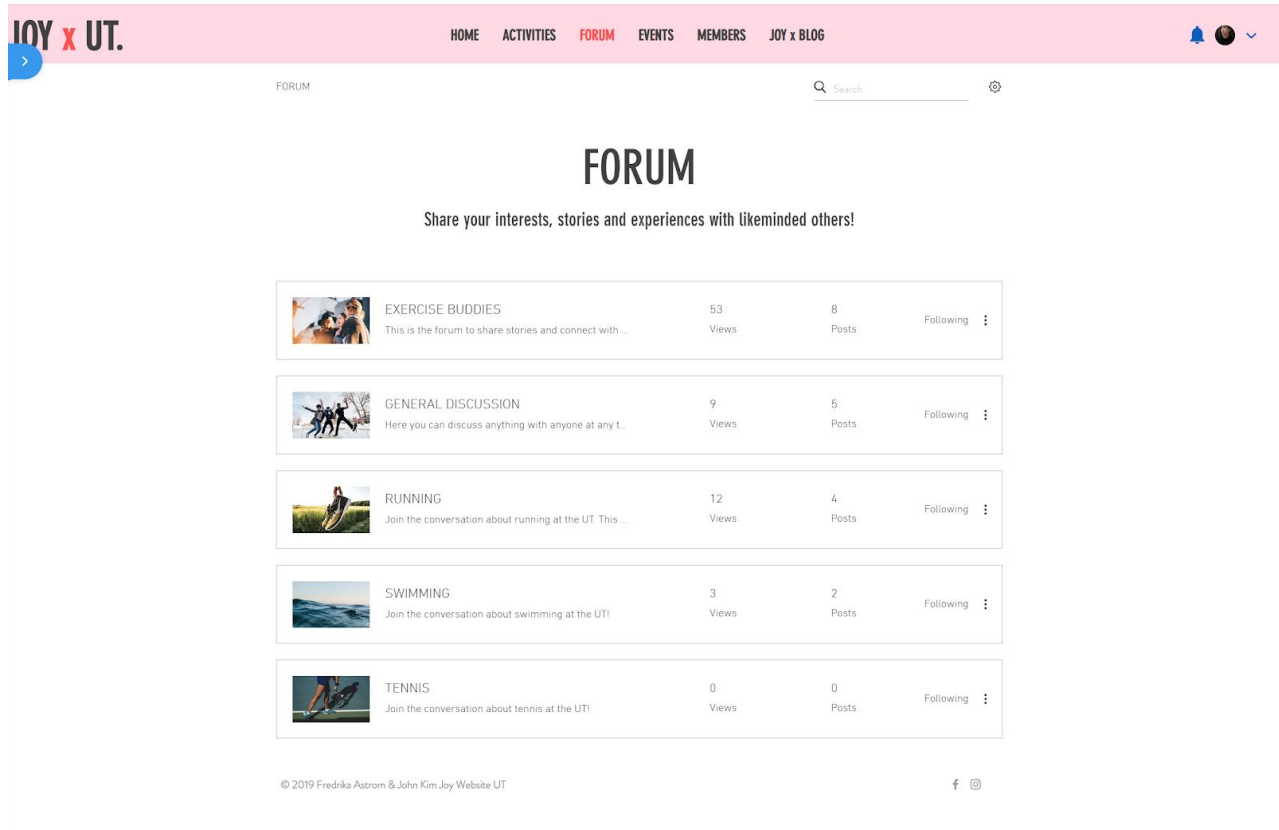 JOY x UT.
HOME ACTIVITIES FORUM EVENTS MEMBERS JOY x BLOG
FORUM
Search
FORUM
Share your interests, stories and experiences with likeminded others!
EXERCISE BUDDIES 53 8
This is the forum to share stories and connect with ... Views Posts
Following
GENERAL DISCUSSION 9 5
Here you can discuss anything with anyone at any t... Views Posts
Following
RUNNING 12 4
Join the conversation about running at the UT. This ... Views Posts
Following
SWIMMING 3 2
Join the conversation about swimming at the UT! Views Posts
Following
TENNIS 0 0
Join the conversation about tennis at the UT! Views Posts
Following
© 2019 Fredrika Astrom & John Kim Joy Website UT